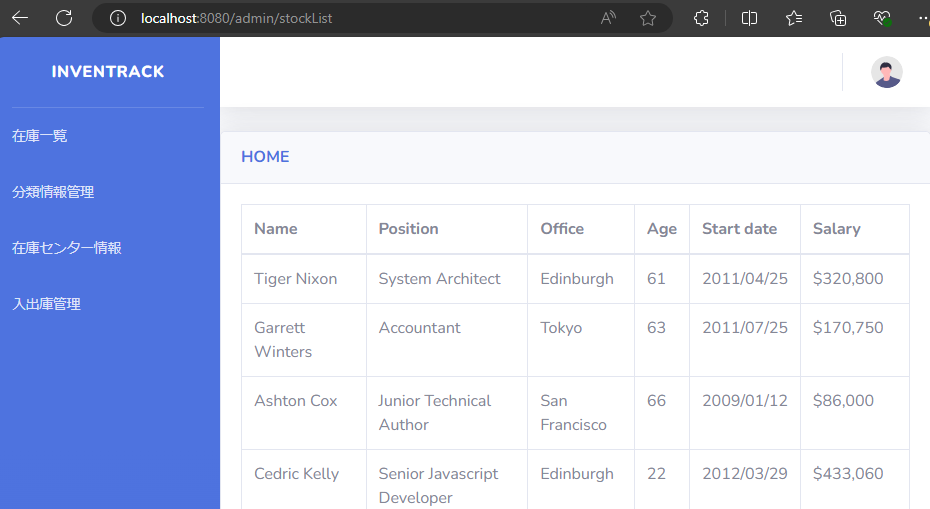 localhost:8080/admin/stockList
INVENTRACK
在庫一覧
分類情報管理
在庫センター情報
入出庫管理
HOME
Name Position Office Age Start date Salary
Tiger Nixon System Architect Edinburgh 61 2011/04/25 $320,800
Garrett Winters Accountant Tokyo 63 2011/07/25 $170,750
Ashton Cox Junior Technical Author San Francisco 66 2009/01/12 $86,000
Cedric Kelly Senior Javascript Developer Edinburgh 22 2012/03/29 $433,060